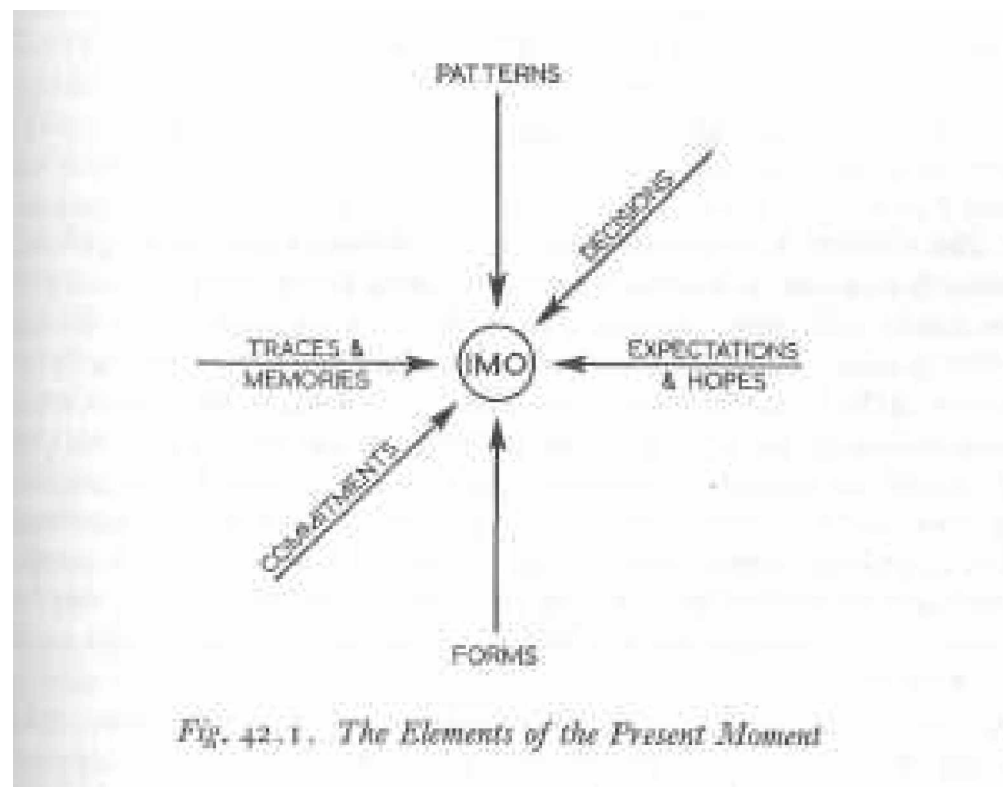 PATTERNS
DECISIONS
TRACES &
MEMORIES
IMO
EXPECTATIONS
& HOPES
COMMITMENTS
FORMS
Fig. 42.1. The Elements of the Present Moment